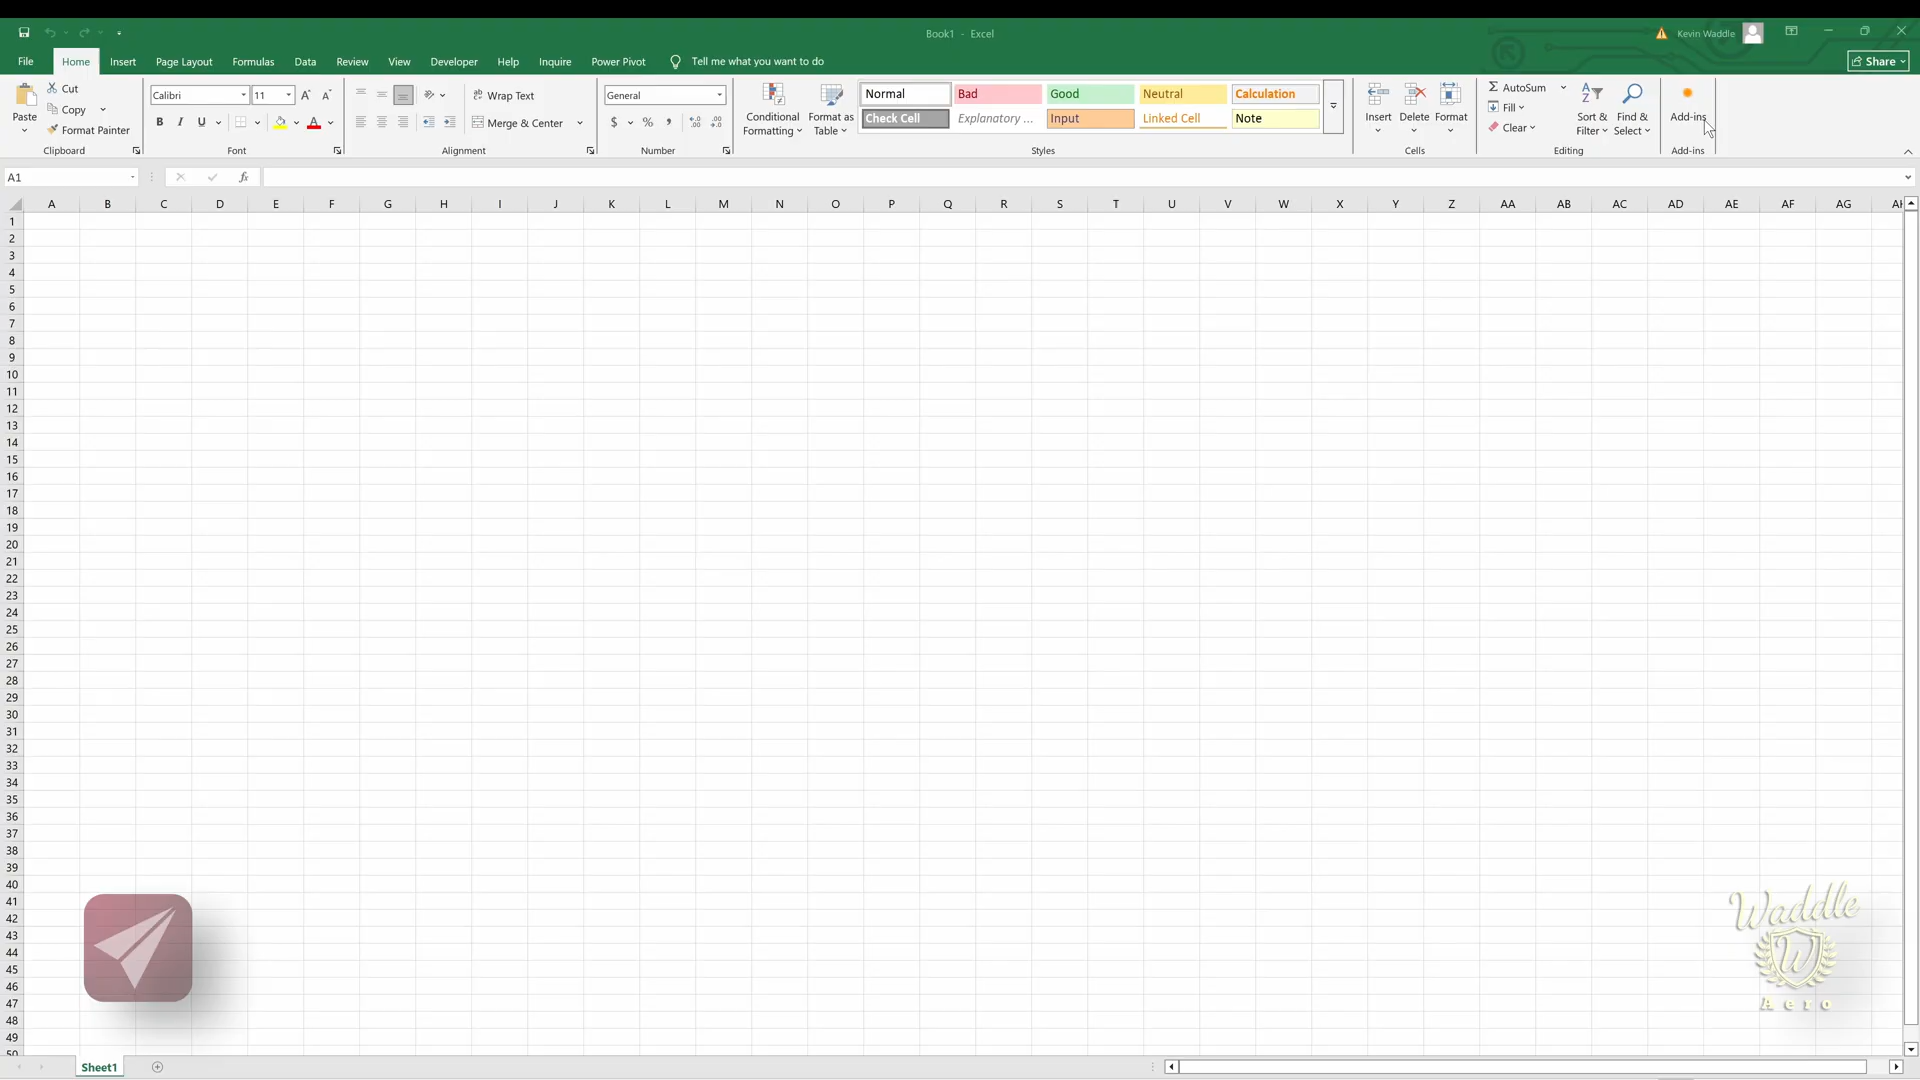 Book1 - Excel
Kevin Waddle
File Home Insert Page Layout Formulas Data Review View Developer Help Inquire Power Pivot Tell me what you want to do
Share
Paste
Cut
Copy
Format Painter
Clipboard
Calibri 11
B I U
Font
Wrap Text
Merge & Center
Alignment
General
$ % ,
Number
Conditional
Formatting
Format as
Table
Normal Bad Good Neutral Calculation
Check Cell Explanatory ... Input Linked Cell Note
Styles
Insert Delete Format
Cells
AutoSum
Fill
Clear
Sort &
Filter
Find &
Select
Editing
Add-ins
Add-ins
A1
fx
A B C D E F G H I J K L M N O P Q R S T U V W X Y Z AA AB AC AD AE AF AG
1
2
3
4
5
6
7
8
9
10
11
12
13
14
15
16
17
18
19
20
21
22
23
24
25
26
27
28
29
30
31
32
33
34
35
36
37
38
39
40
41
42
43
44
45
46
47
48
49
50
Waddle
W
Aero
Sheet1